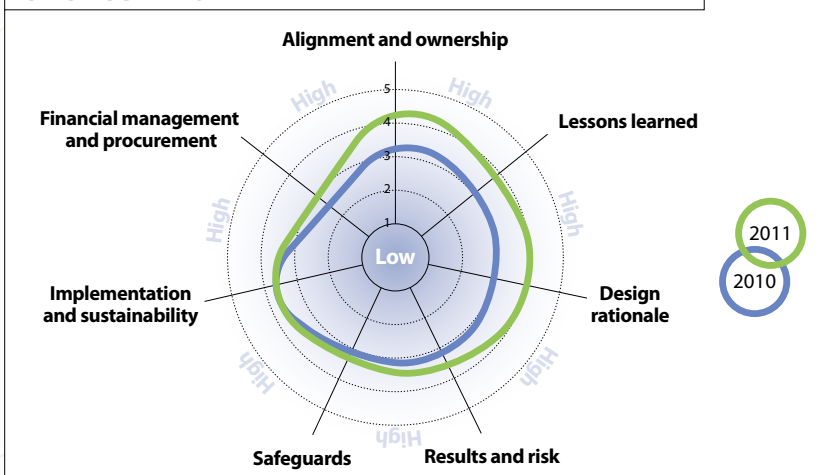 Alignment and ownership
High
High
5
4
3
2
1
Financial management
and procurement
Lessons learned
High
High
Low
2011
2010
Implementation
and sustainability
Design
rationale
High
High
High
Safeguards
Results and risk